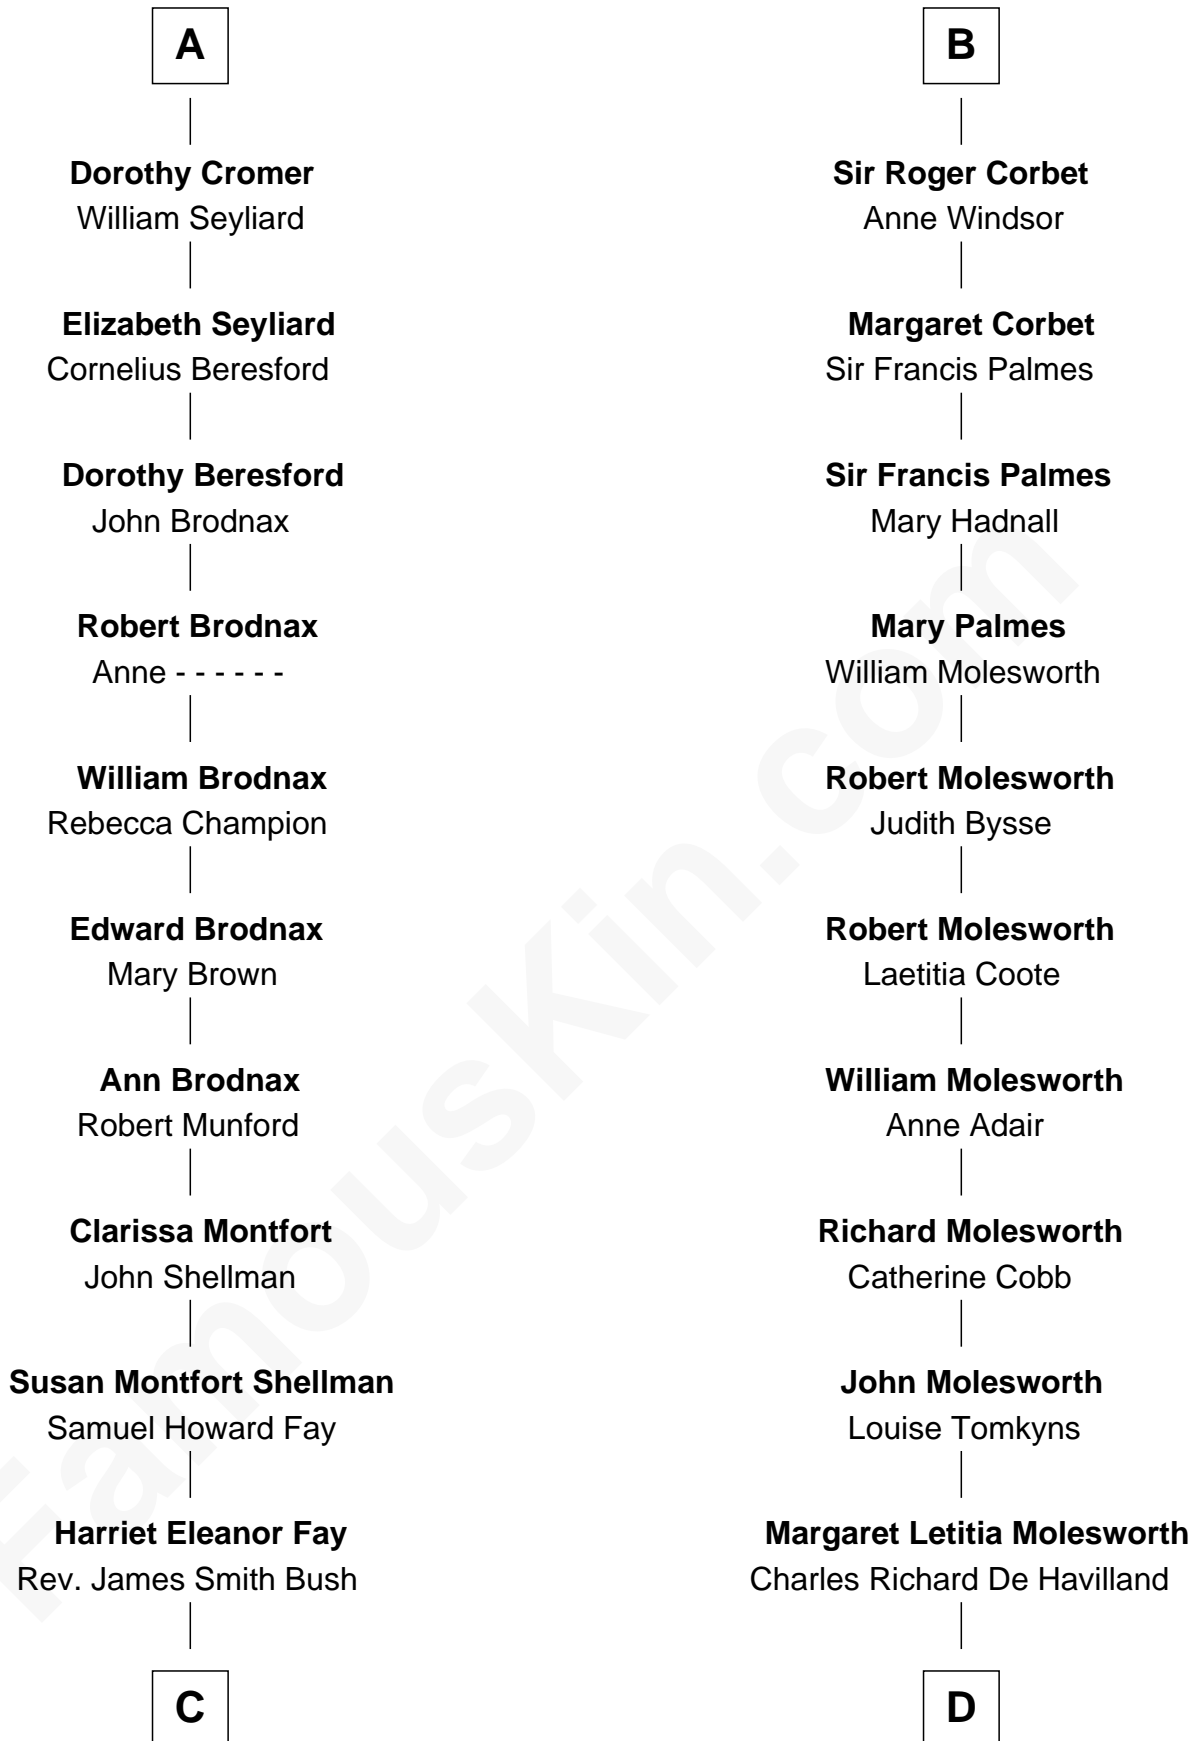 A
Dorothy Cromer
William Seyliard
Elizabeth Seyliard
Cornelius Beresford
Dorothy Beresford
John Brodnax
Robert Brodnax
Anne - - - - - -
William Brodnax
Rebecca Champion
Edward Brodnax
Mary Brown
Ann Brodnax
Robert Munford
Clarissa Montfort
John Shellman
Susan Montfort Shellman
Samuel Howard Fay
Harriet Eleanor Fay
Rev. James Smith Bush
C
B
Sir Roger Corbet
Anne Windsor
Margaret Corbet
Sir Francis Palmes
Sir Francis Palmes
Mary Hadnall
Mary Palmes
William Molesworth
Robert Molesworth
Judith Bysse
Robert Molesworth
Laetitia Coote
William Molesworth
Anne Adair
Richard Molesworth
Catherine Cobb
John Molesworth
Louise Tomkyns
Margaret Letitia Molesworth
Charles Richard De Havilland
D
FamousKin.com